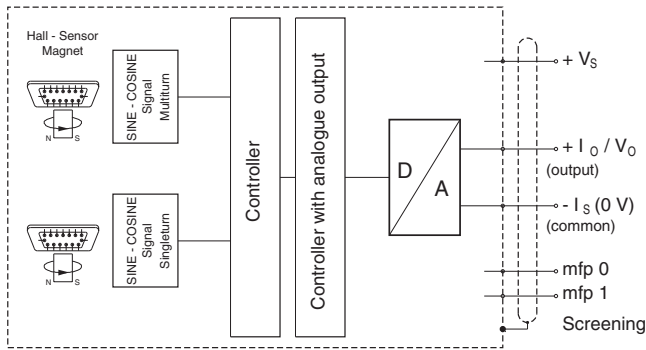 Hall - Sensor
Magnet
N S
SINE - COSINE
Signal
Multiturn
N S
SINE - COSINE
Signal
Singleturn
Controller
Controller with analogue output
D
A
+ VS
+ I O / VO
(output)
- I S (0 V)
(common)
mfp 0
mfp 1
Screening